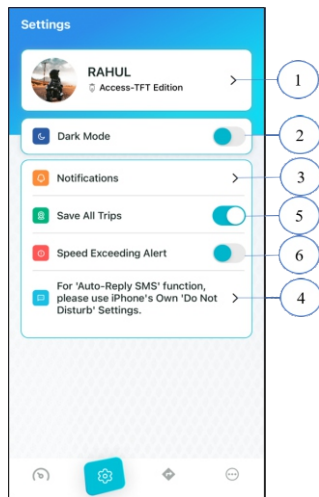 Settings
RAHUL
Access-TFT Edition
1
Dark Mode
2
Notifications
3
Save All Trips
5
Speed Exceeding Alert
6
For 'Auto-Reply SMS' function,
please use iPhone's Own 'Do Not
Disturb' Settings.
4